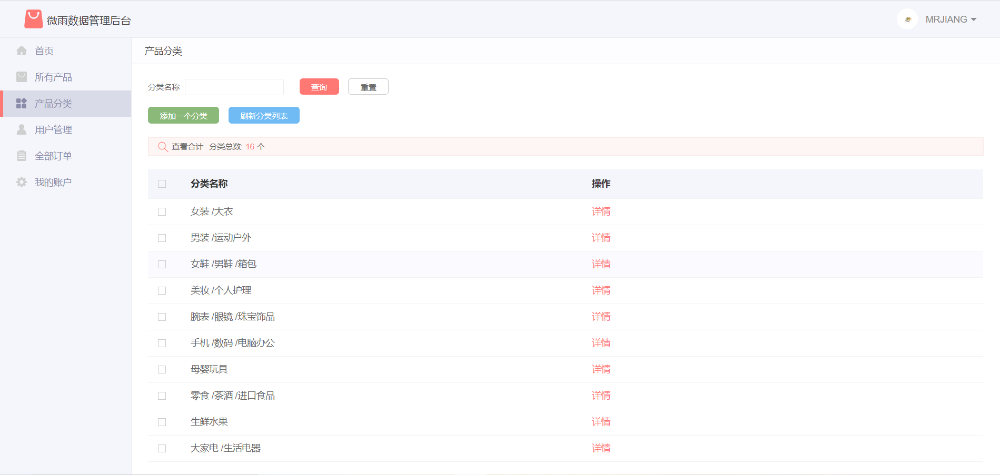 微雨数据管理后台
MRJIANG
首页
所有产品
产品分类
用户管理
全部订单
我的账户
产品分类
分类名称 查询 重置
添加一个分类 刷新分类列表
查看合计 分类总数: 16 个
分类名称 操作
女装 /大衣 详情
男装 /运动户外 详情
女鞋 /男鞋 /箱包 详情
美妆 /个人护理 详情
腕表 /眼镜 /珠宝饰品 详情
手机 /数码 /电脑办公 详情
母婴玩具 详情
零食 /茶酒 /进口食品 详情
生鲜水果 详情
大家电 /生活电器 详情